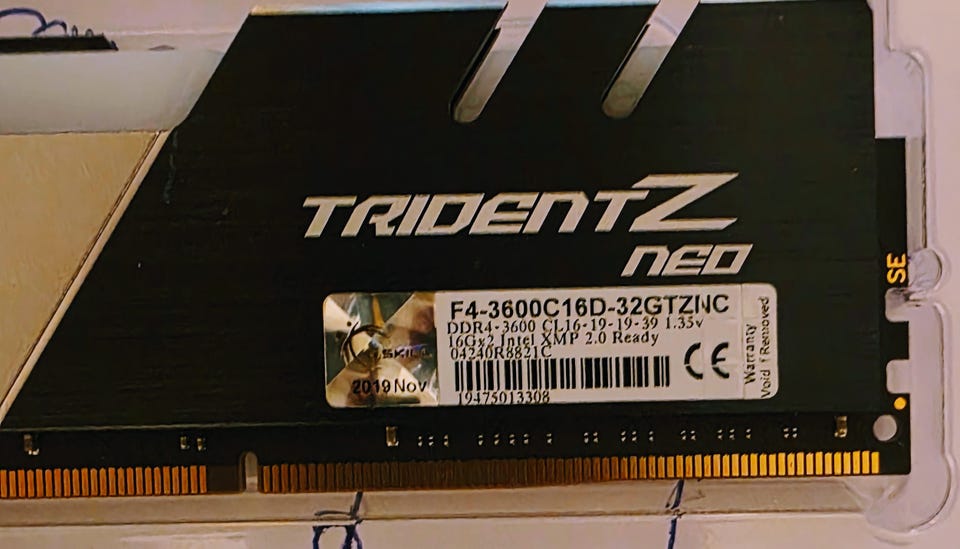 TRIDENTZ
NEO
F4-3600C16D-32GTZNC
DDR4-3600 CL16-19-19-39 1.35v
16Gx2 Intel XMP 2.0 Ready
04240R8821C
G.SKILL
2019 Nov
19475013308
CE
Warranty
Void if Removed
SE